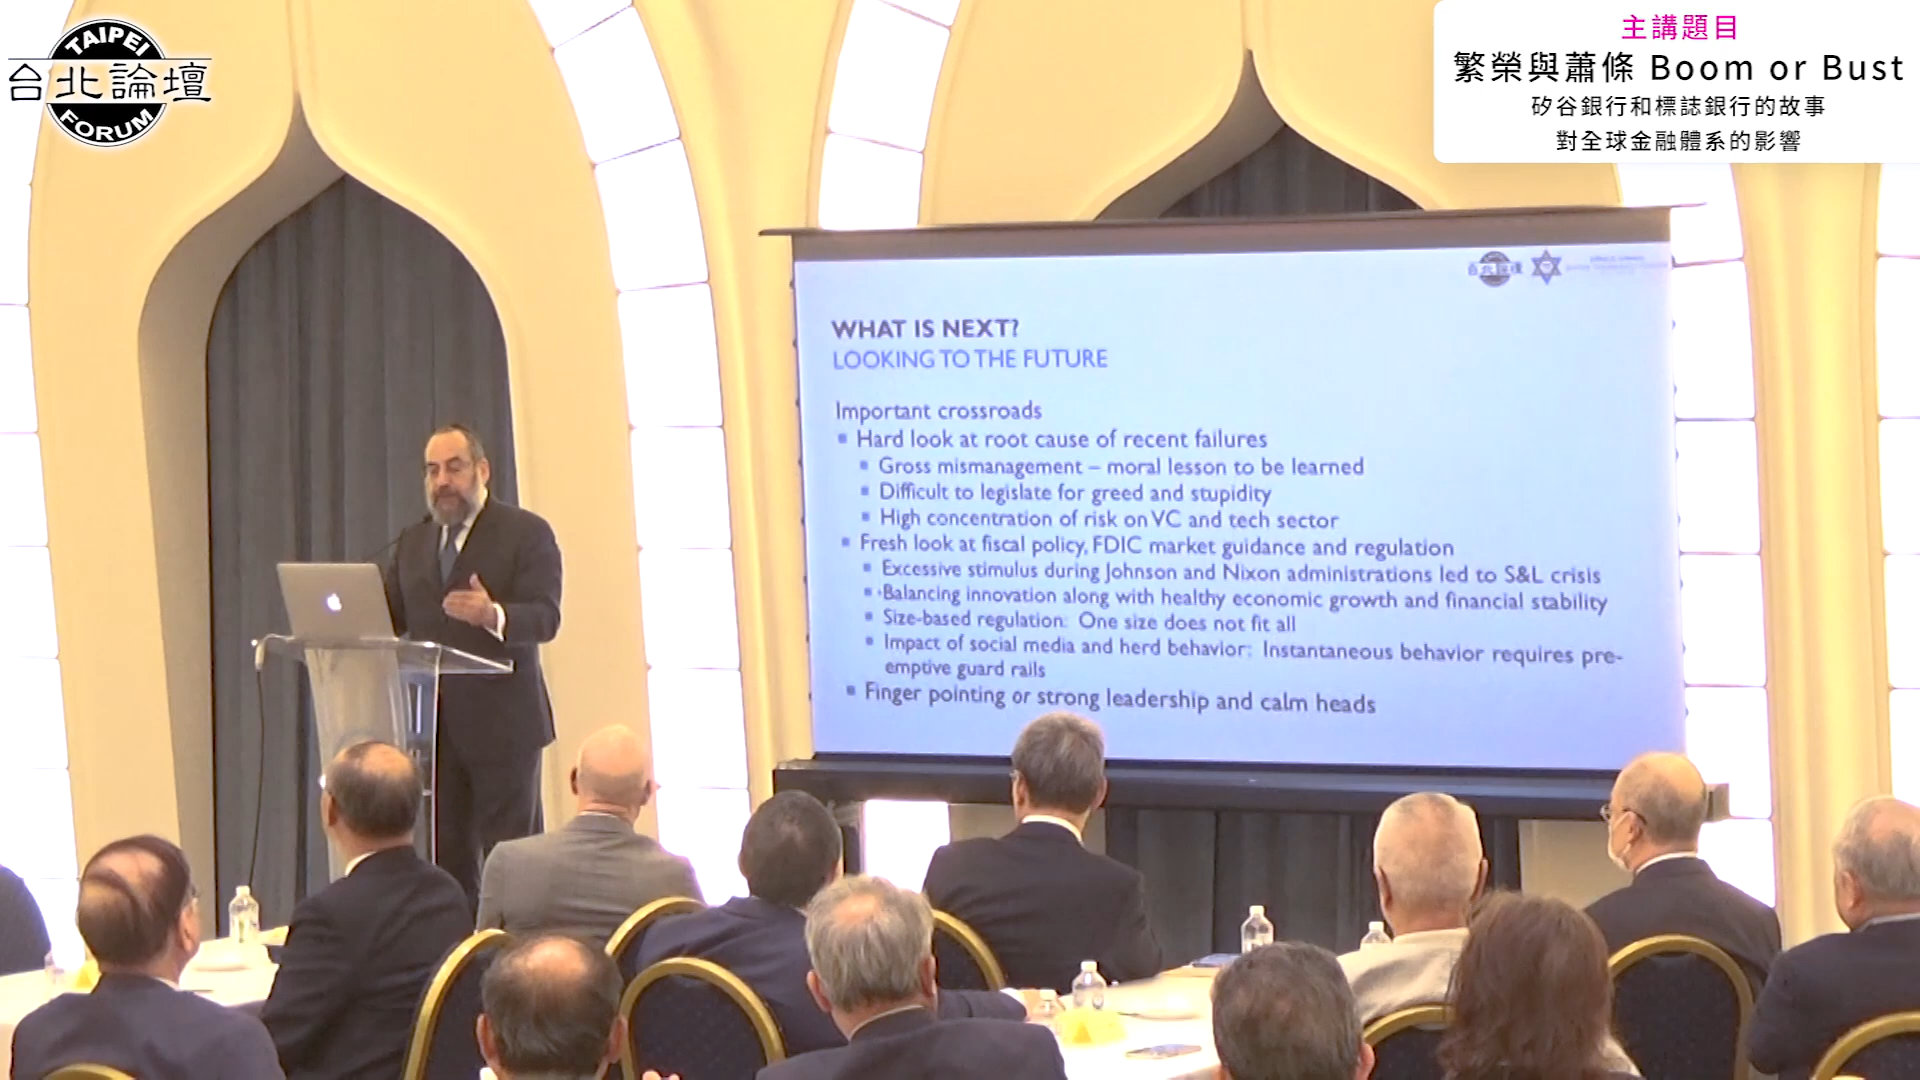 TAIPEI
台北論壇
FORUM
主講題目
繁榮與蕭條 Boom or Bust
矽谷銀行和標誌銀行的故事
對全球金融體系的影響
台北論壇
WHAT IS NEXT?
LOOKING TO THE FUTURE
Important crossroads
Hard look at root cause of recent failures
Gross mismanagement – moral lesson to be learned
Difficult to legislate for greed and stupidity
High concentration of risk on VC and tech sector
Fresh look at fiscal policy, FDIC market guidance and regulation
Excessive stimulus during Johnson and Nixon administrations led to S&L crisis
Balancing innovation along with healthy economic growth and financial stability
Size-based regulation: One size does not fit all
Impact of social media and herd behavior: Instantaneous behavior requires pre-
emptive guard rails
Finger pointing or strong leadership and calm heads